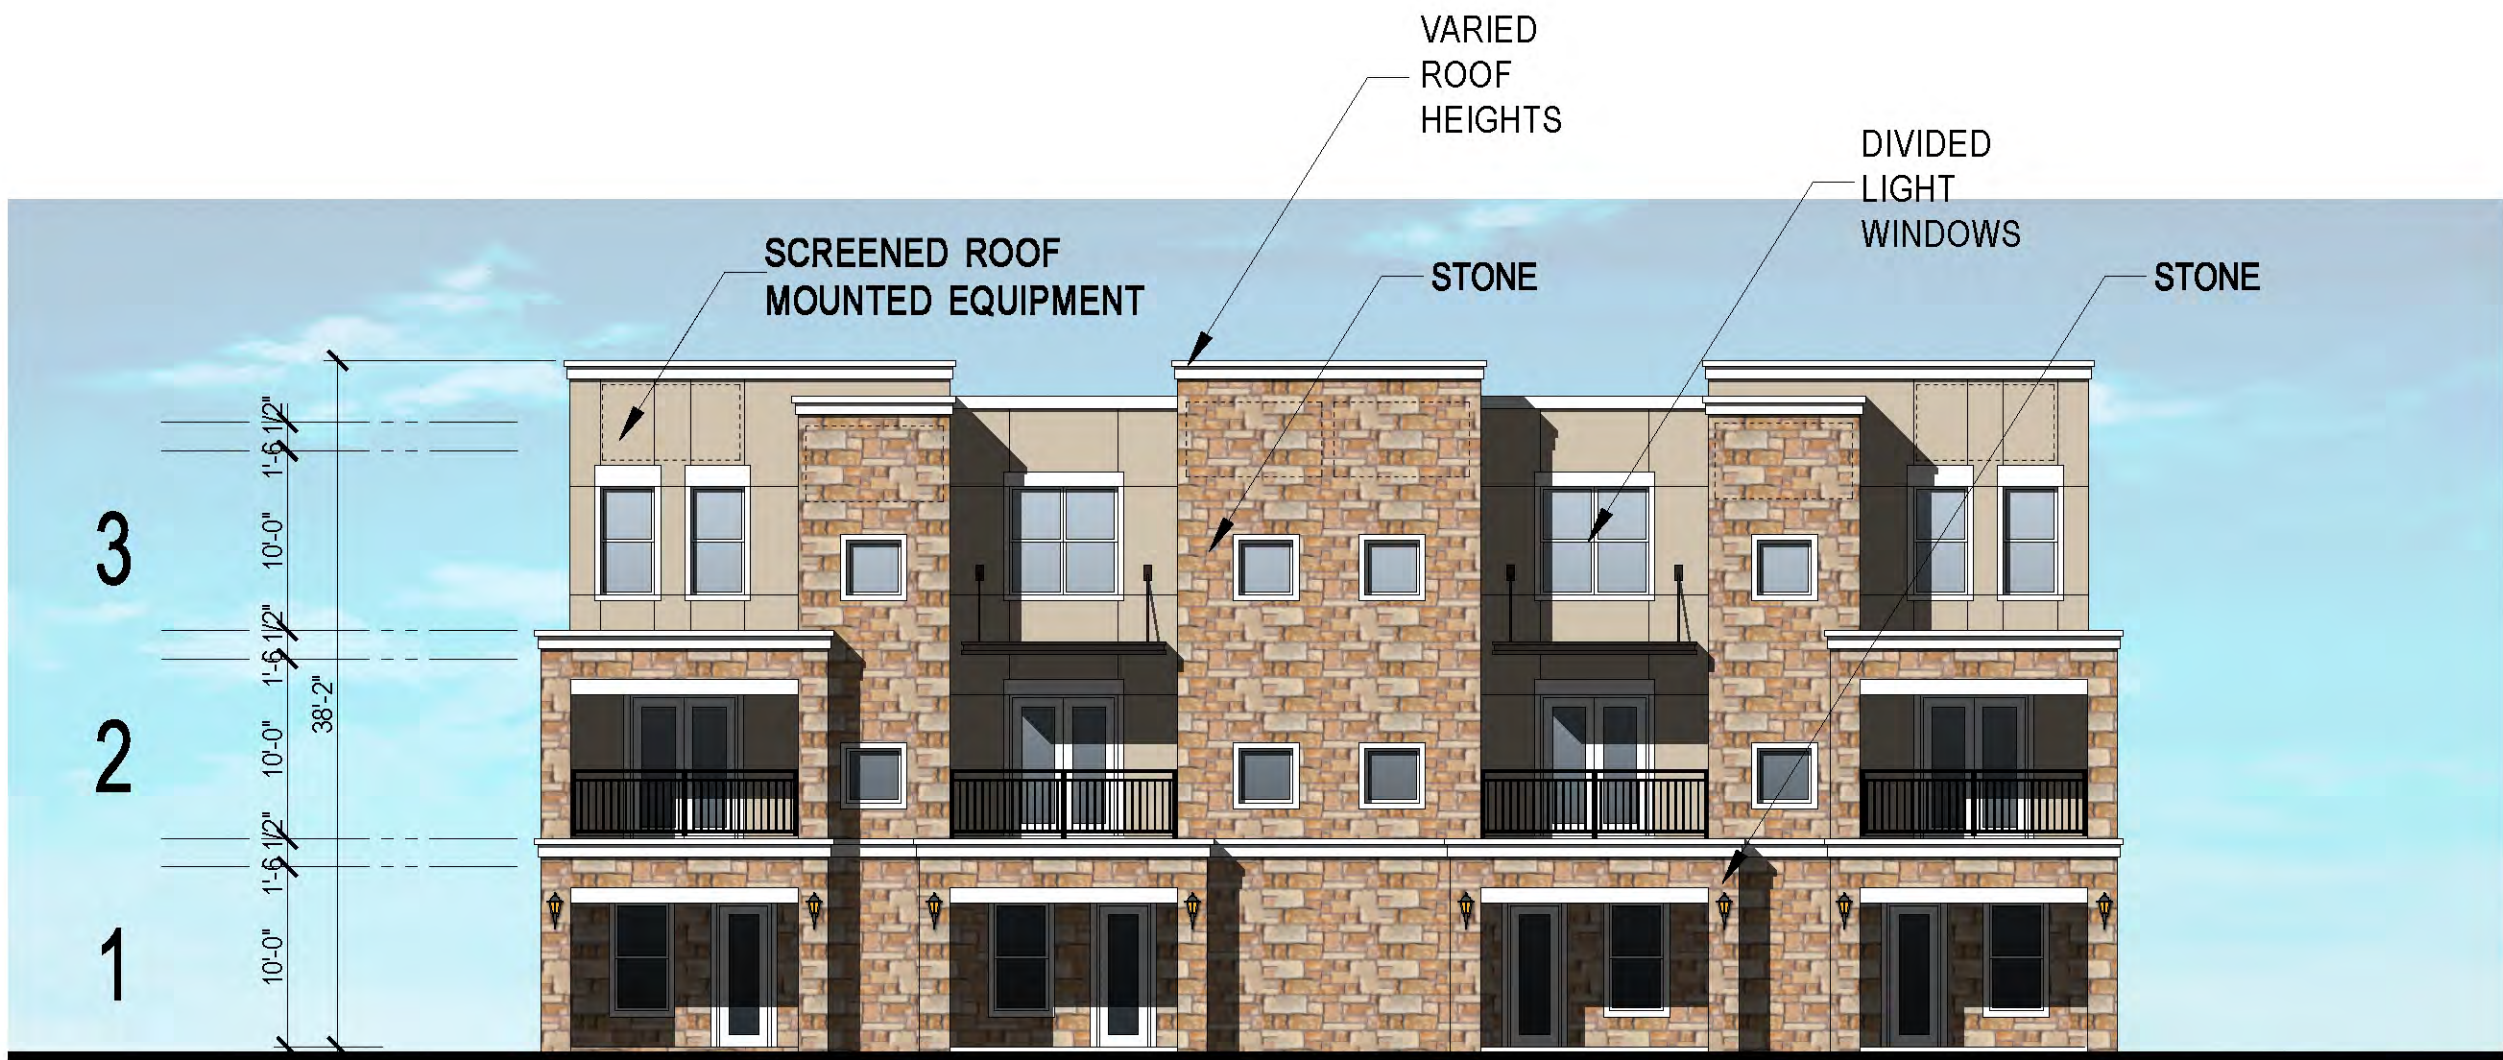 VARIED
ROOF
HEIGHTS
DIVIDED
LIGHT
WINDOWS
SCREENED ROOF
MOUNTED EQUIPMENT
STONE
STONE
1'-6 1/2"
3
10'-0"
1'-6 1/2"
38'-2"
2
10'-0"
1'-6 1/2"
1
10'-0"